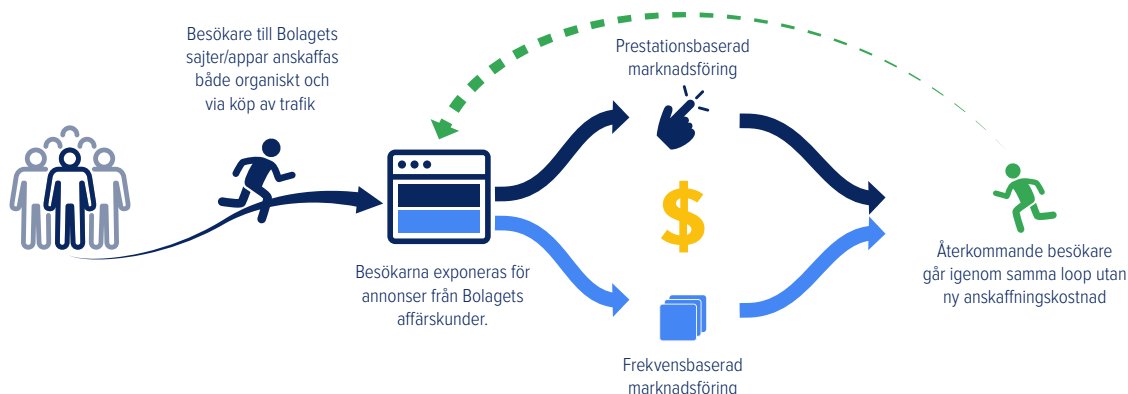 Besökare till Bolagets
sajter/appar anskaffas
både organiskt och
via köp av trafik
Besökarna exponeras för
annonser från Bolagets
affärskunder.
Prestationsbaserad
marknadsföring
$
Frekvensbaserad
marknadsföring
Återkommande besökare
går igenom samma loop utan
ny anskaffningskostnad